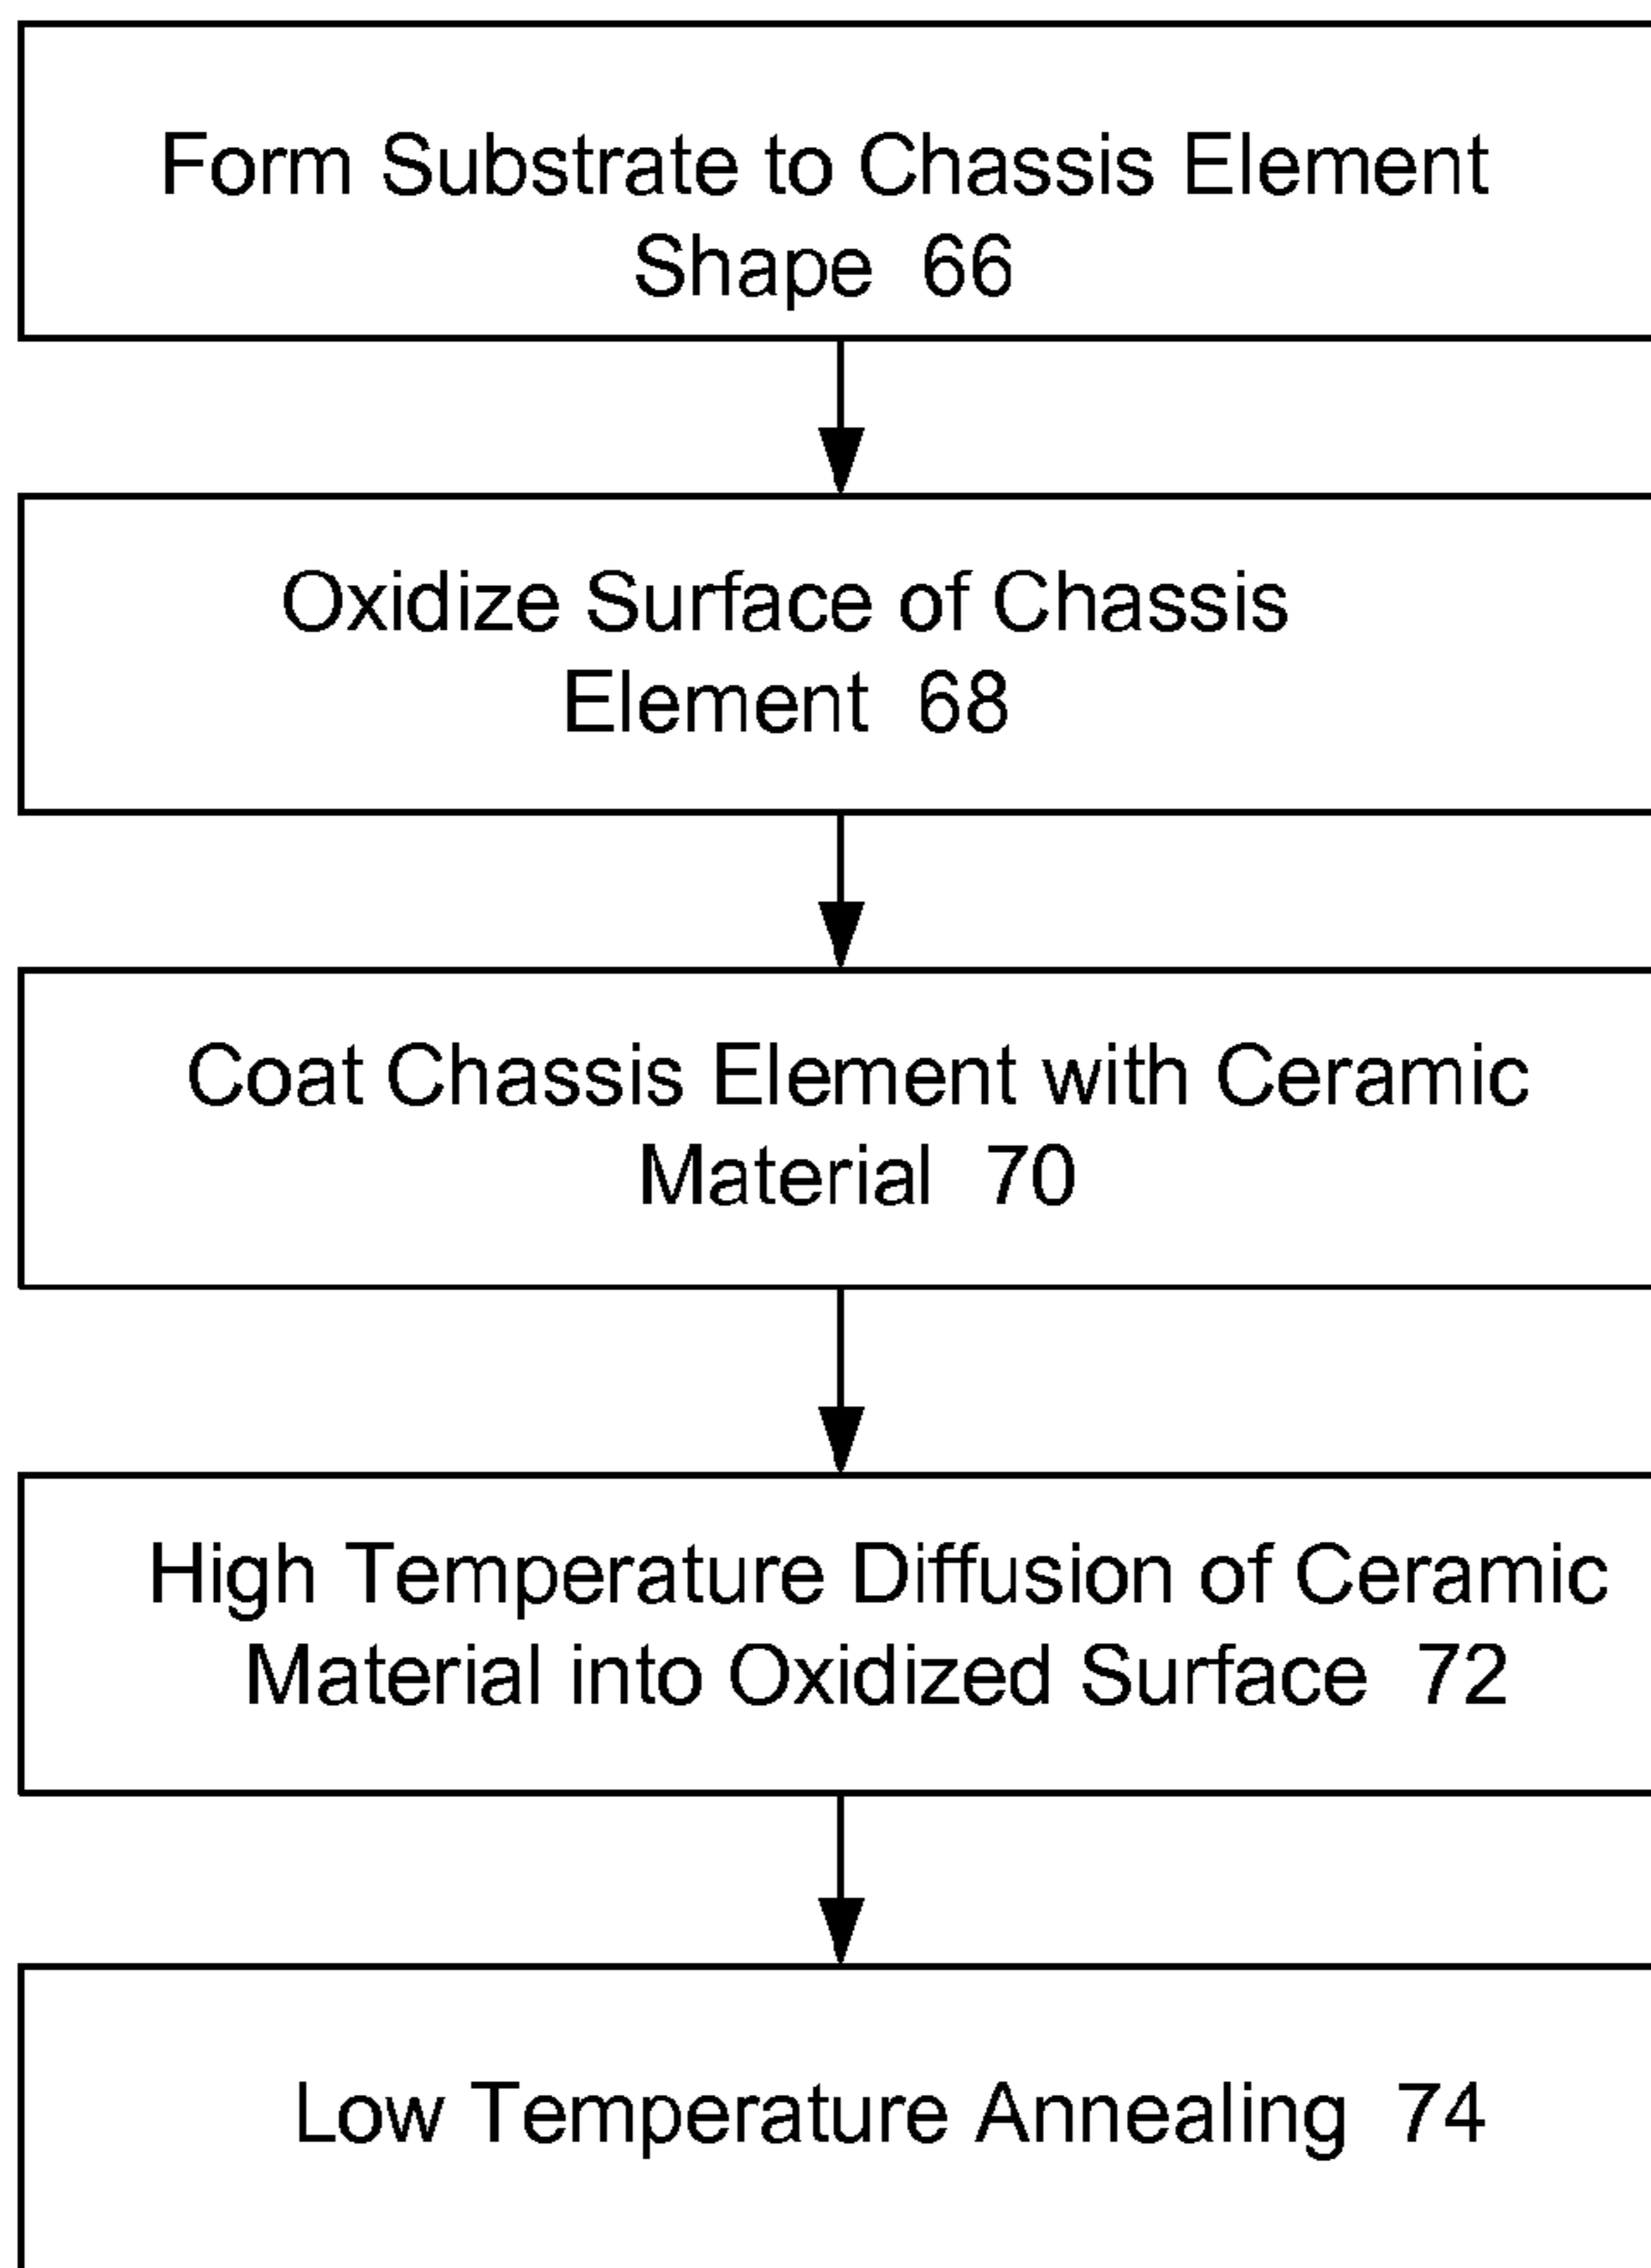 Form Substrate to Chassis Element
Shape 66
Oxidize Surface of Chassis
Element 68
Coat Chassis Element with Ceramic
Material 70
High Temperature Diffusion of Ceramic
Material into Oxidized Surface 72
Low Temperature Annealing 74